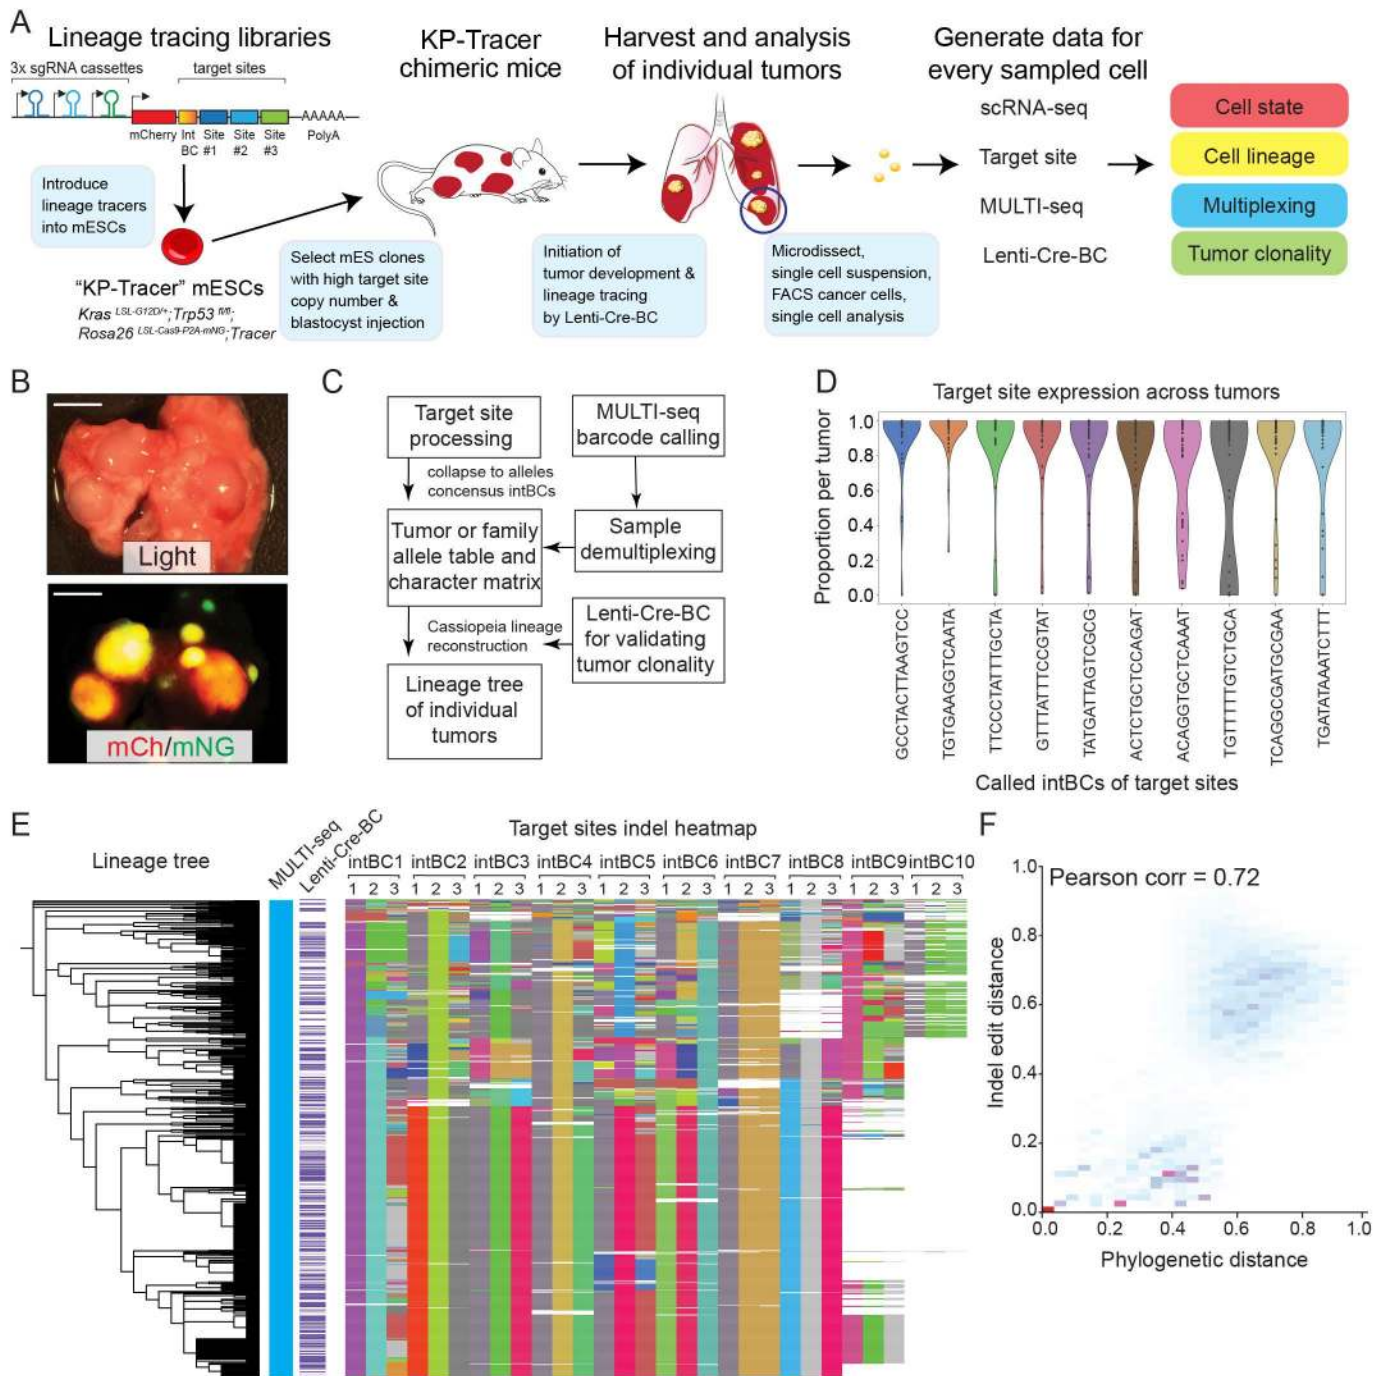 A
Lineage tracing libraries
3x sgRNA cassettes
target sites
mCherry
Int
BC
Site
#1
Site
#2
Site
#3
AAAAA
PolyA
Introduce
lineage tracers
into mESCs
"KP-Tracer" mESCs
Kras LSL-G12D/+;Trp53 fl/fl;
Rosa26 LSL-Cas9-P2A-mNG;Tracer
Select mES clones
with high target site
copy number &
blastocyst injection
KP-Tracer
chimeric mice
Harvest and analysis
of individual tumors
Initiation of
tumor development &
lineage tracing
by Lenti-Cre-BC
Microdissect,
single cell suspension,
FACS cancer cells,
single cell analysis
Generate data for
every sampled cell
scRNA-seq
Cell state
Target site
Cell lineage
MULTI-seq
Multiplexing
Lenti-Cre-BC
Tumor clonality
B
Light
mCh/mNG
C
Target site
processing
MULTI-seq
barcode calling
collapse to alleles
concensus intBCs
Tumor or family
allele table and
character matrix
Sample
demultiplexing
Cassiopeia lineage
reconstruction
Lenti-Cre-BC
for validating
tumor clonality
Lineage tree
of individual
tumors
D
Target site expression across tumors
Proportion per tumor
1.0
0.8
0.6
0.4
0.2
0.0
GCCTACTTAAGTCC
TGTGAAGGTCAATA
TTCCCTATTTGCTA
GTTTATTTCCGTAT
TATGATTAGTCGCG
ACTCTGCTCCAGAT
ACAGGTGCTCAAAT
TGTTTTTGTCTGCA
TCAGGCGATGCGAA
TGATATAAATCTTT
Called intBCs of target sites
E
Lineage tree
MULTI-seq
Lenti-Cre-BC
Target sites indel heatmap
intBC1 intBC2 intBC3 intBC4 intBC5 intBC6 intBC7 intBC8 intBC9 intBC10
1 2 3 1 2 3 1 2 3 1 2 3 1 2 3 1 2 3 1 2 3 1 2 3 1 2 3 1 2 3
F
Pearson corr = 0.72
Indel edit distance
1.0
0.8
0.6
0.4
0.2
0.0
0.0 0.2 0.4 0.6 0.8 1.0
Phylogenetic distance